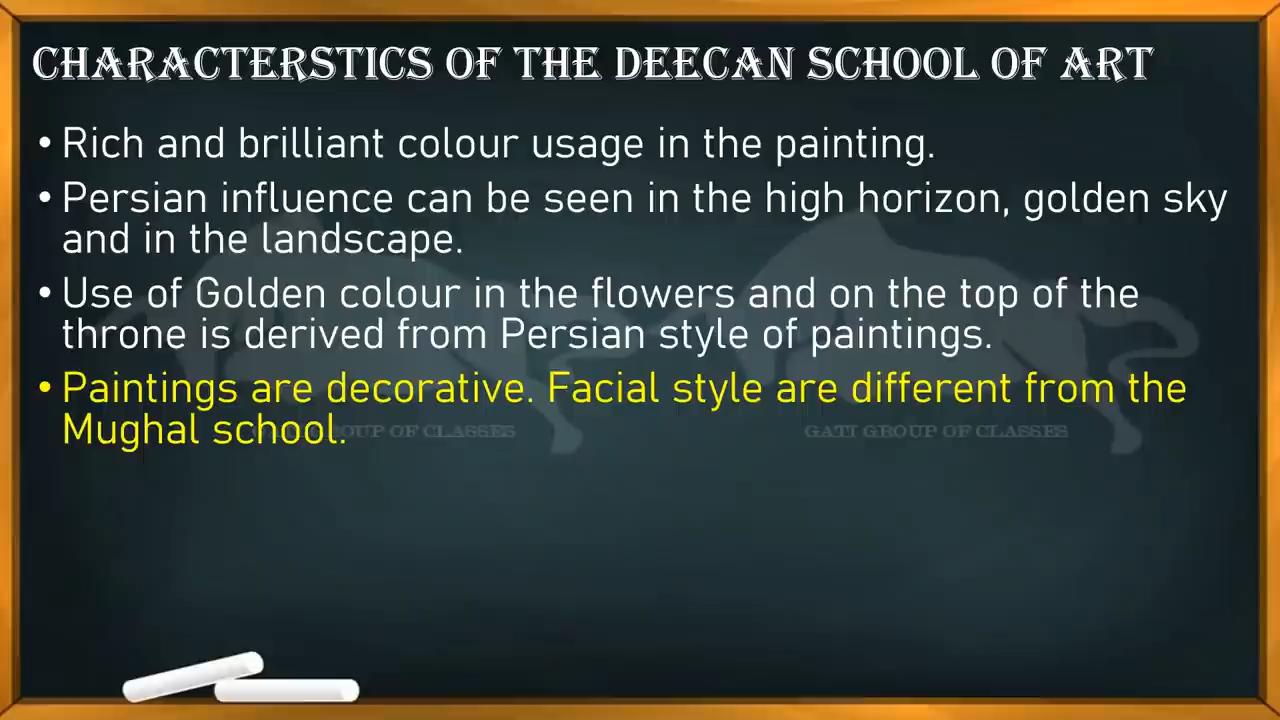 CHARACTERSTICS OF THE DEECAN SCHOOL OF ART
• Rich and brilliant colour usage in the painting.
• Persian influence can be seen in the high horizon, golden sky
and in the landscape.
• Use of Golden colour in the flowers and on the top of the
throne is derived from Persian style of paintings.
• Paintings are decorative. Facial style are different from the
Mughal school.
GROUP OF CLASSES
GATI GROUP OF CLASSES